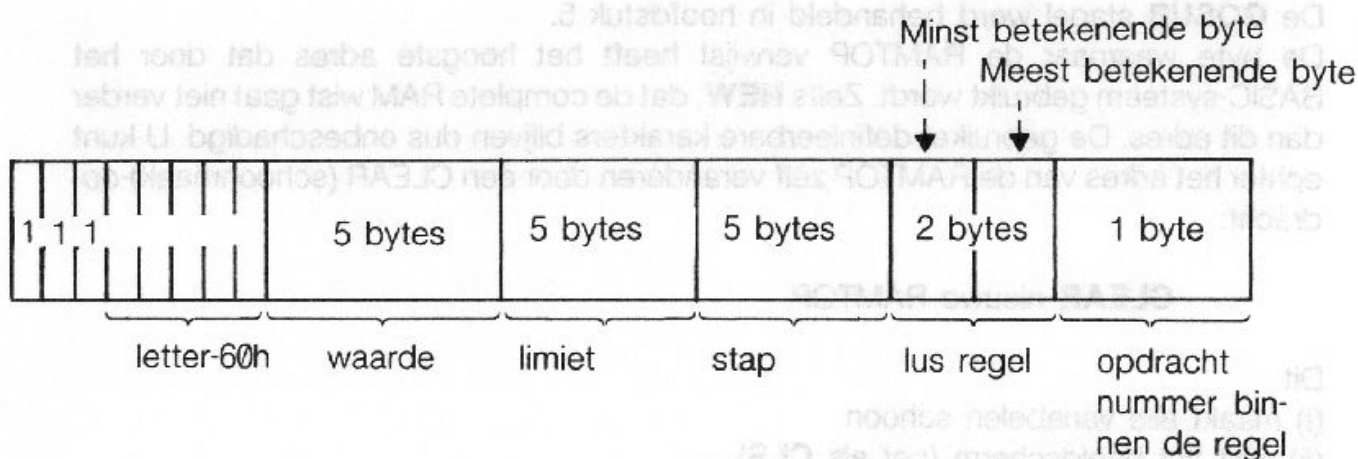 Minst betekenende byte
Meest betekenende byte
1 1 1 5 bytes 5 bytes 5 bytes 2 bytes 1 byte
letter-60h waarde limiet stap lus regel opdracht
nummer bin-
nen de regel